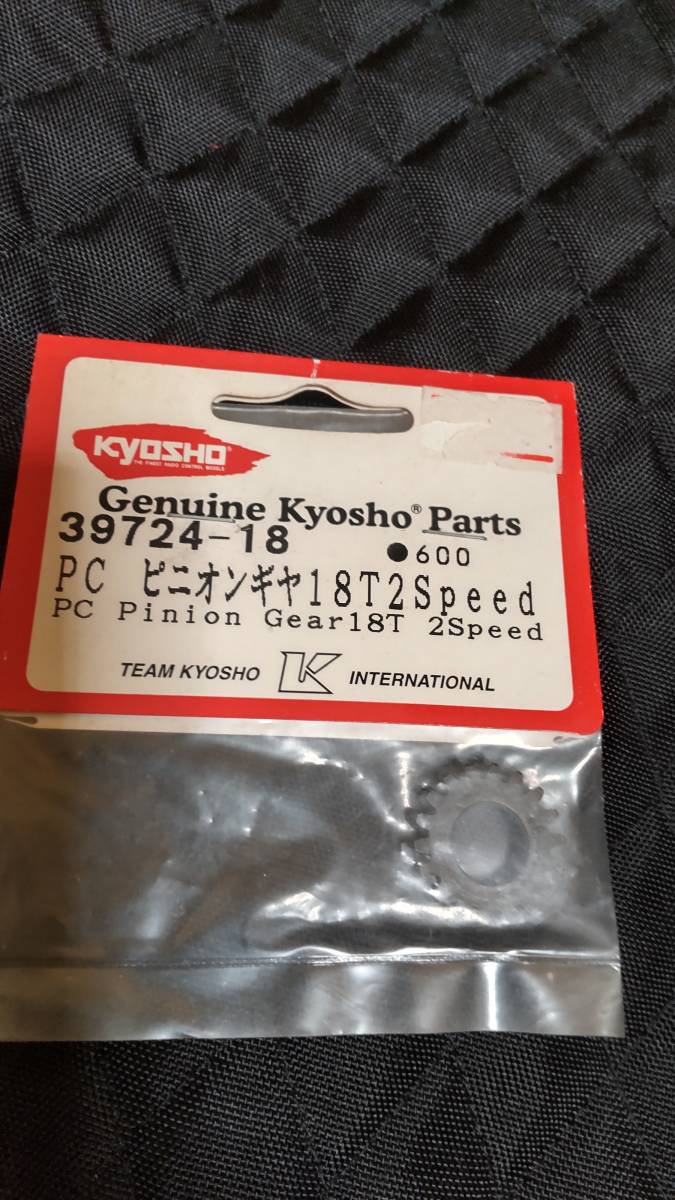 KYOSHO®
THE FINEST RADIO CONTROL MODELS
Genuine Kyosho® Parts
39724-18
●600
PC ピニオンギヤ18T2Speed
PC Pinion Gear18T 2Speed
TEAM KYOSHO K INTERNATIONAL